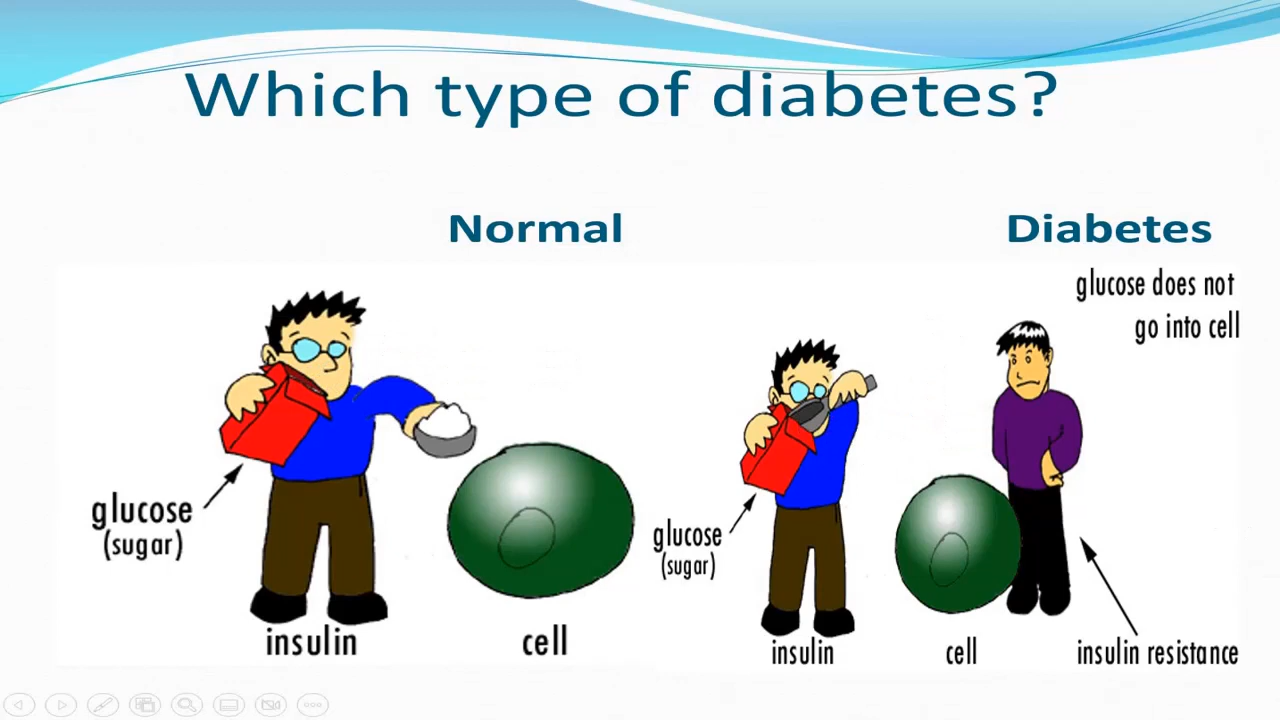 Which type of diabetes?
Normal
Diabetes
glucose does not
go into cell
glucose
(sugar)
insulin
cell
glucose
(sugar)
insulin
cell
insulin resistance